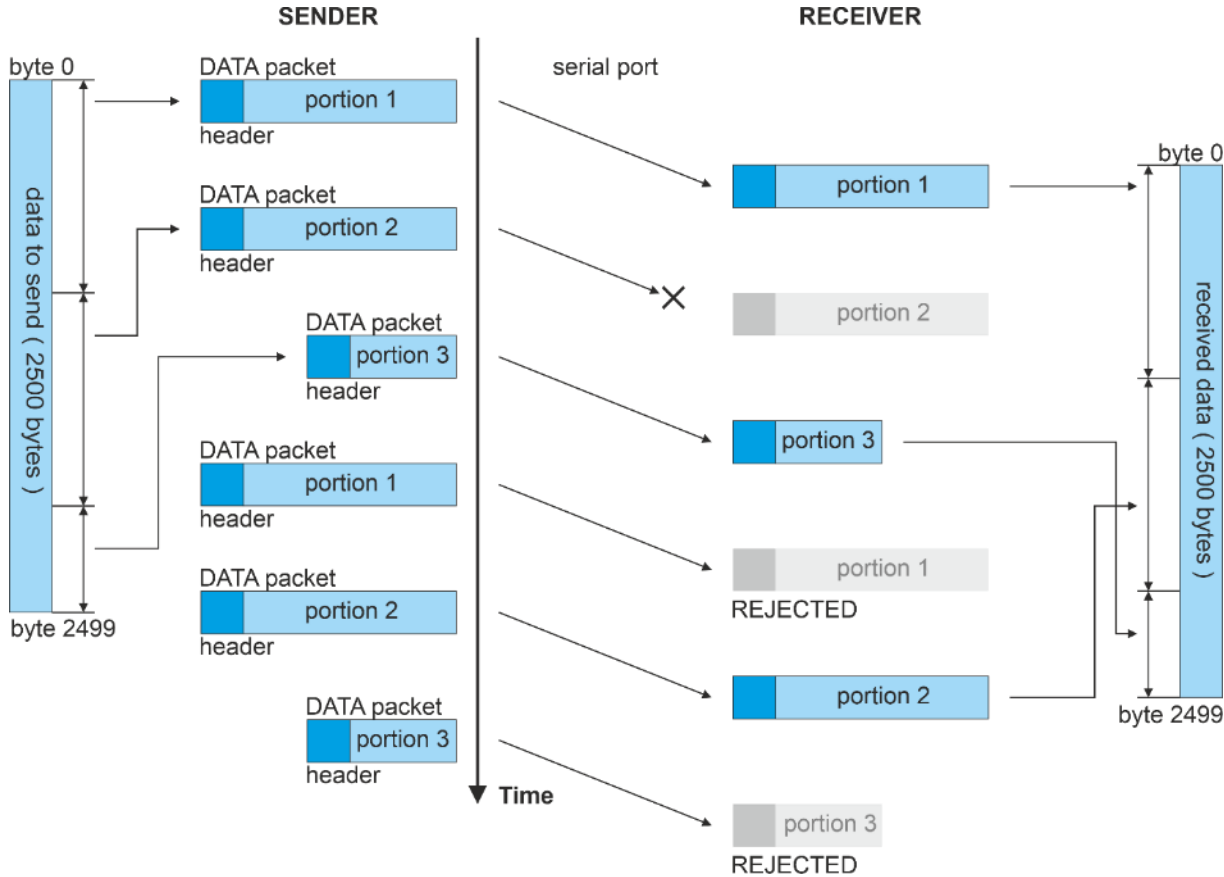 SENDER
RECEIVER
byte 0
data to send ( 2500 bytes )
byte 2499
DATA packet
portion 1
header
DATA packet
portion 2
header
DATA packet
portion 3
header
DATA packet
portion 1
header
DATA packet
portion 2
header
DATA packet
portion 3
header
Time
serial port
portion 1
portion 2
portion 3
portion 1
REJECTED
portion 2
portion 3
REJECTED
byte 0
received data ( 2500 bytes )
byte 2499